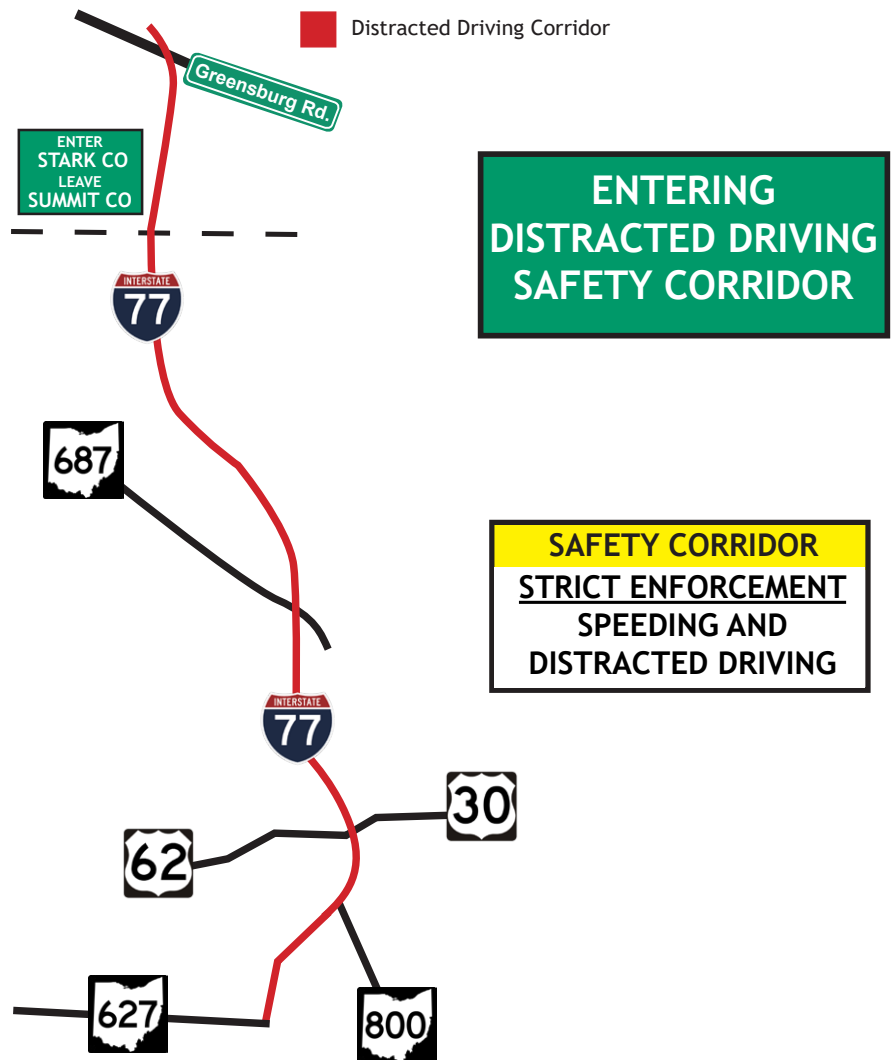 Distracted Driving Corridor
Greensburg Rd.
ENTER
STARK CO
LEAVE
SUMMIT CO
ENTERING
DISTRACTED DRIVING
SAFETY CORRIDOR
INTERSTATE
77
687
SAFETY CORRIDOR
STRICT ENFORCEMENT
SPEEDING AND
DISTRACTED DRIVING
INTERSTATE
77
30
62
627
800